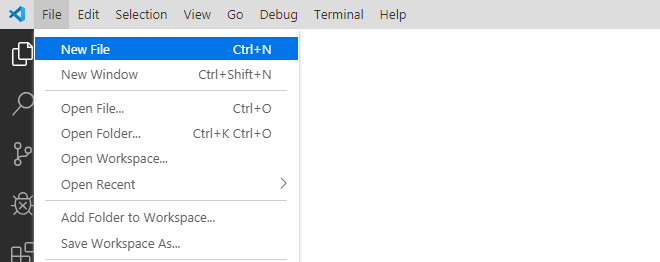 File Edit Selection View Go Debug Terminal Help
New File Ctrl+N
New Window Ctrl+Shift+N
Open File... Ctrl+O
Open Folder... Ctrl+K Ctrl+O
Open Workspace...
Open Recent
Add Folder to Workspace...
Save Workspace As...